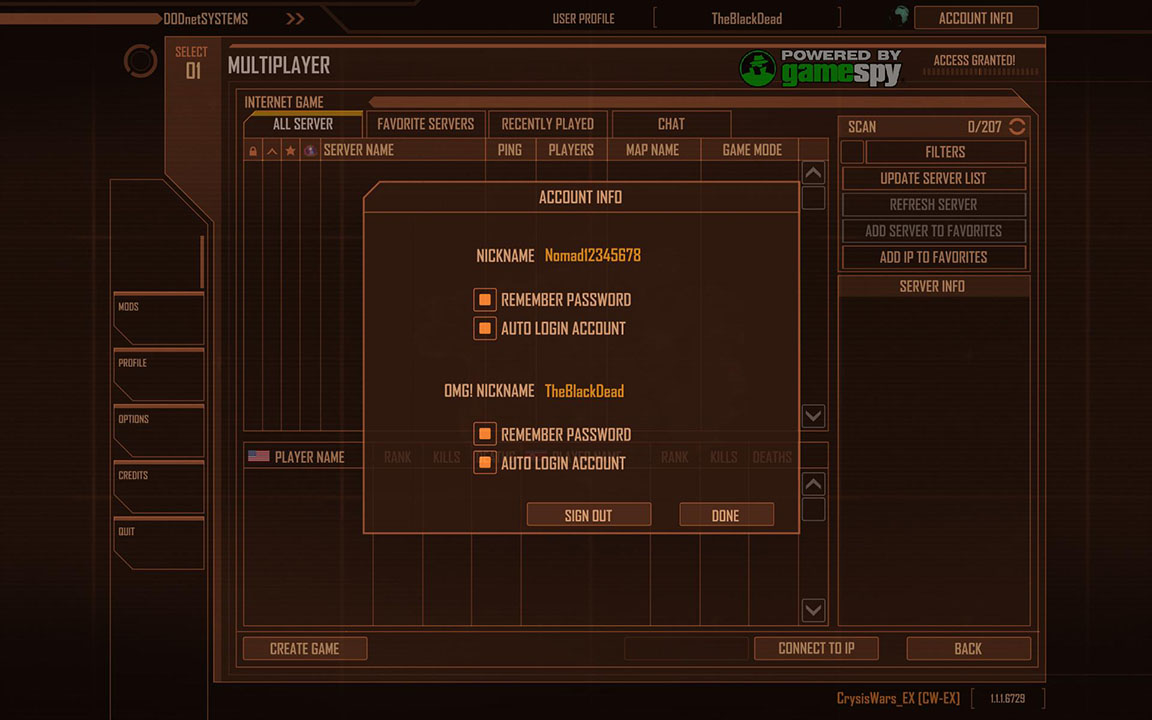 DODnetSYSTEMS
USER PROFILE
TheBlackDead
ACCOUNT INFO
SELECT
01
MULTIPLAYER
POWERED BY
gamespy
ACCESS GRANTED!
INTERNET GAME
ALL SERVER
FAVORITE SERVERS
RECENTLY PLAYED
CHAT
SERVER NAME
PING
PLAYERS
MAP NAME
GAME MODE
SCAN
0/207
FILTERS
UPDATE SERVER LIST
REFRESH SERVER
ADD SERVER TO FAVORITES
ADD IP TO FAVORITES
SERVER INFO
ACCOUNT INFO
NICKNAME Nomad12345678
REMEMBER PASSWORD
AUTO LOGIN ACCOUNT
OMG! NICKNAME TheBlackDead
REMEMBER PASSWORD
AUTO LOGIN ACCOUNT
SIGN OUT
DONE
MODS
PROFILE
OPTIONS
CREDITS
QUIT
PLAYER NAME
RANK
KILLS
RANK
KILLS
DEATHS
CREATE GAME
CONNECT TO IP
BACK
CrysisWars_EX [CW-EX]
1.1.1.6729